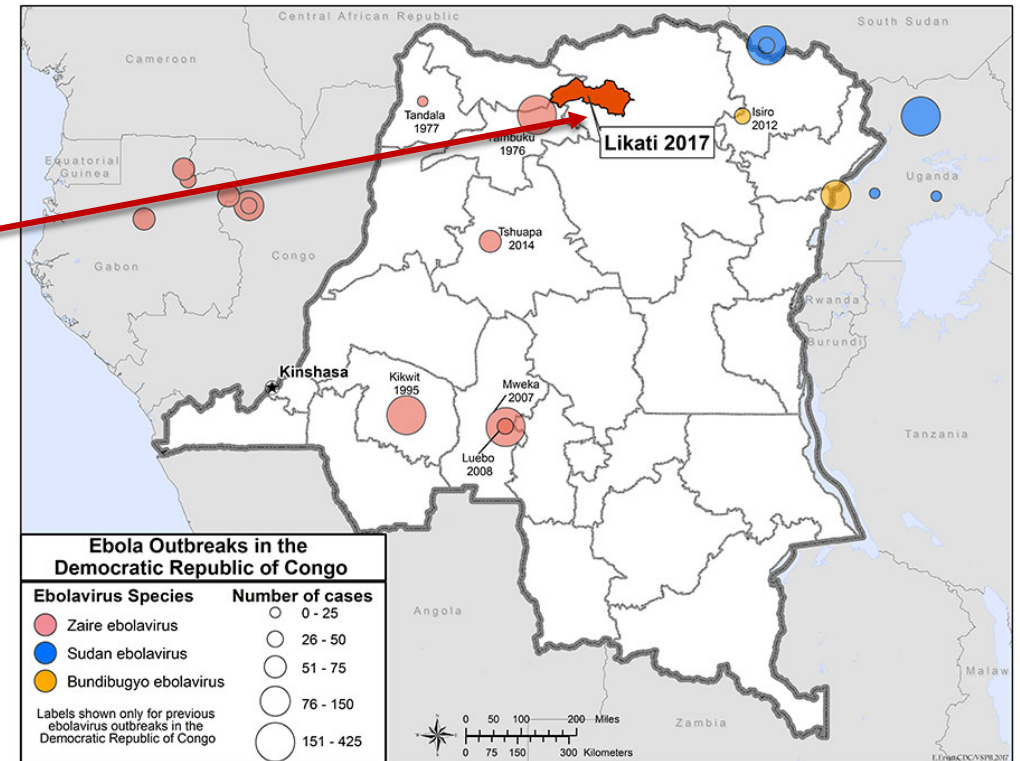 Central African Republic
South Sudan
Cameroon
Tandala
1977
Yambuku
1976
Isiro
2012
Likati 2017
Equatorial
Guinea
Uganda
Tshuapa
2014
Gabon
Congo
Rwanda
Burundi
Kinshasa
Kikwit
1995
Mweka
2007
Luebo
2008
Tanzania
Angola
Zambia
Malaw
Ebola Outbreaks in the
Democratic Republic of Congo
Ebolavirus Species
Zaire ebolavirus
Sudan ebolavirus
Bundibugyo ebolavirus
Labels shown only for previous
ebolavirus outbreaks in the
Democratic Republic of Congo
Number of cases
0 - 25
26 - 50
51 - 75
76 - 150
151 - 425
0 50 100 200 Miles
0 75 150 300 Kilometers